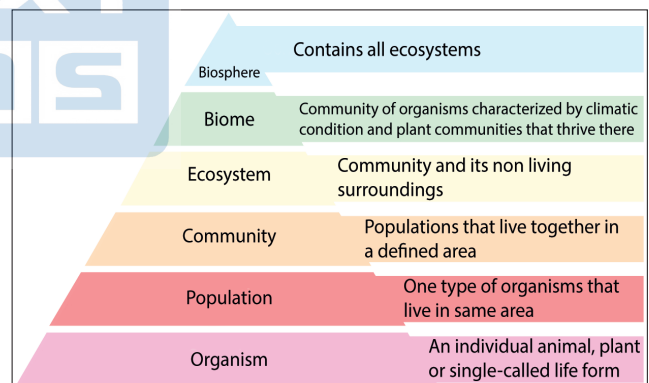 Contains all ecosystems
Biosphere
Biome
Community of organisms characterized by climatic
condition and plant communities that thrive there
Ecosystem
Community and its non living
surroundings
Community
Populations that live together in
a defined area
Population
One type of organisms that
live in same area
Organism
An individual animal, plant
or single-called life form